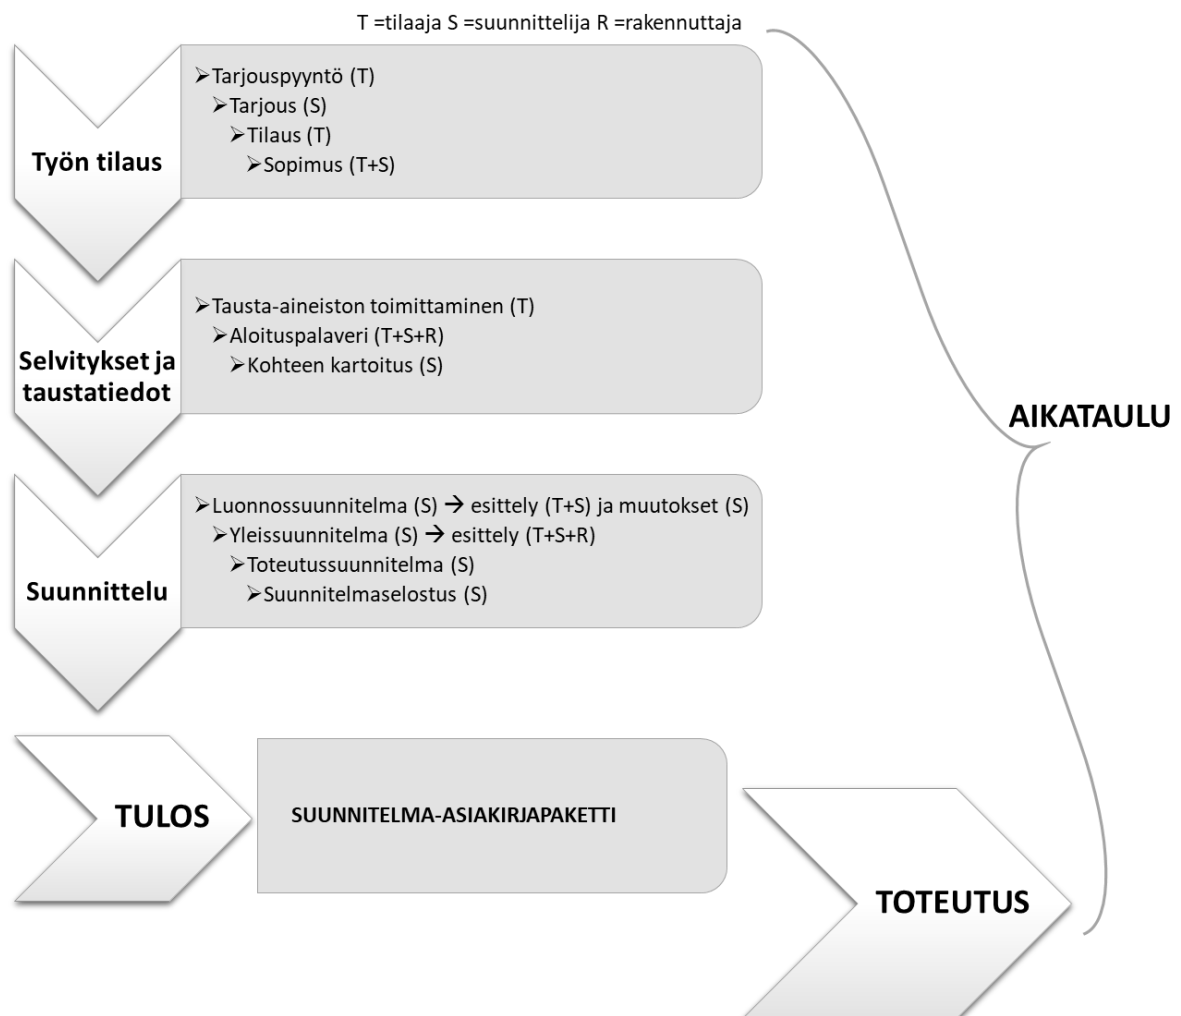 T =tilaaja S =suunnittelija R =rakennuttaja
Työn tilaus
➢Tarjouspyyntö (T)
➢Tarjous (S)
➢Tilaus (T)
➢Sopimus (T+S)
Selvitykset ja
taustatiedot
➢Tausta-aineiston toimittaminen (T)
➢Aloituspalaveri (T+S+R)
➢Kohteen kartoitus (S)
AIKATAULU
Suunnittelu
➢Luonnossuunnitelma (S) → esittely (T+S) ja muutokset (S)
➢Yleissuunnitelma (S) → esittely (T+S+R)
➢Toteutussuunnitelma (S)
➢Suunnitelmaselostus (S)
TULOS
SUUNNITELMA-ASIAKIRJAPAKETTI
TOTEUTUS